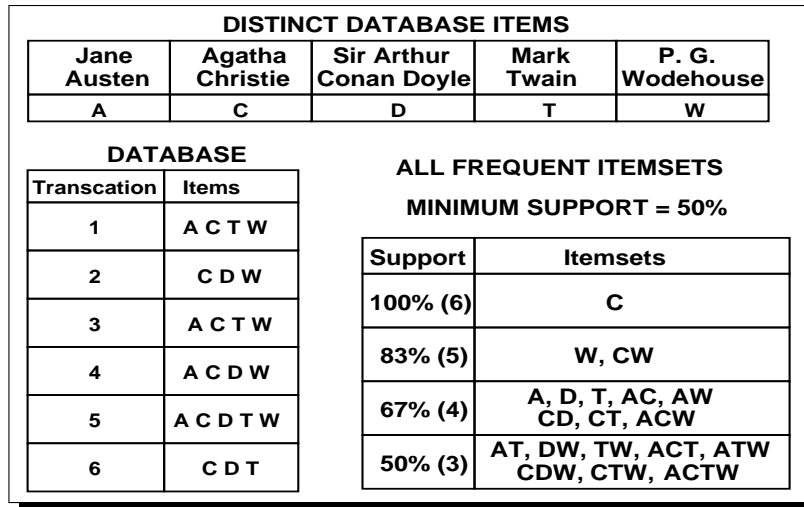 DISTINCT DATABASE ITEMS
Jane Austen Agatha Christie Sir Arthur Conan Doyle Mark Twain P. G. Wodehouse
A C D T W
DATABASE
Transcation Items
1 A C T W
2 C D W
3 A C T W
4 A C D W
5 A C D T W
6 C D T
ALL FREQUENT ITEMSETS
MINIMUM SUPPORT = 50%
Support Itemsets
100% (6) C
83% (5) W, CW
67% (4) A, D, T, AC, AW
CD, CT, ACW
50% (3) AT, DW, TW, ACT, ATW
CDW, CTW, ACTW